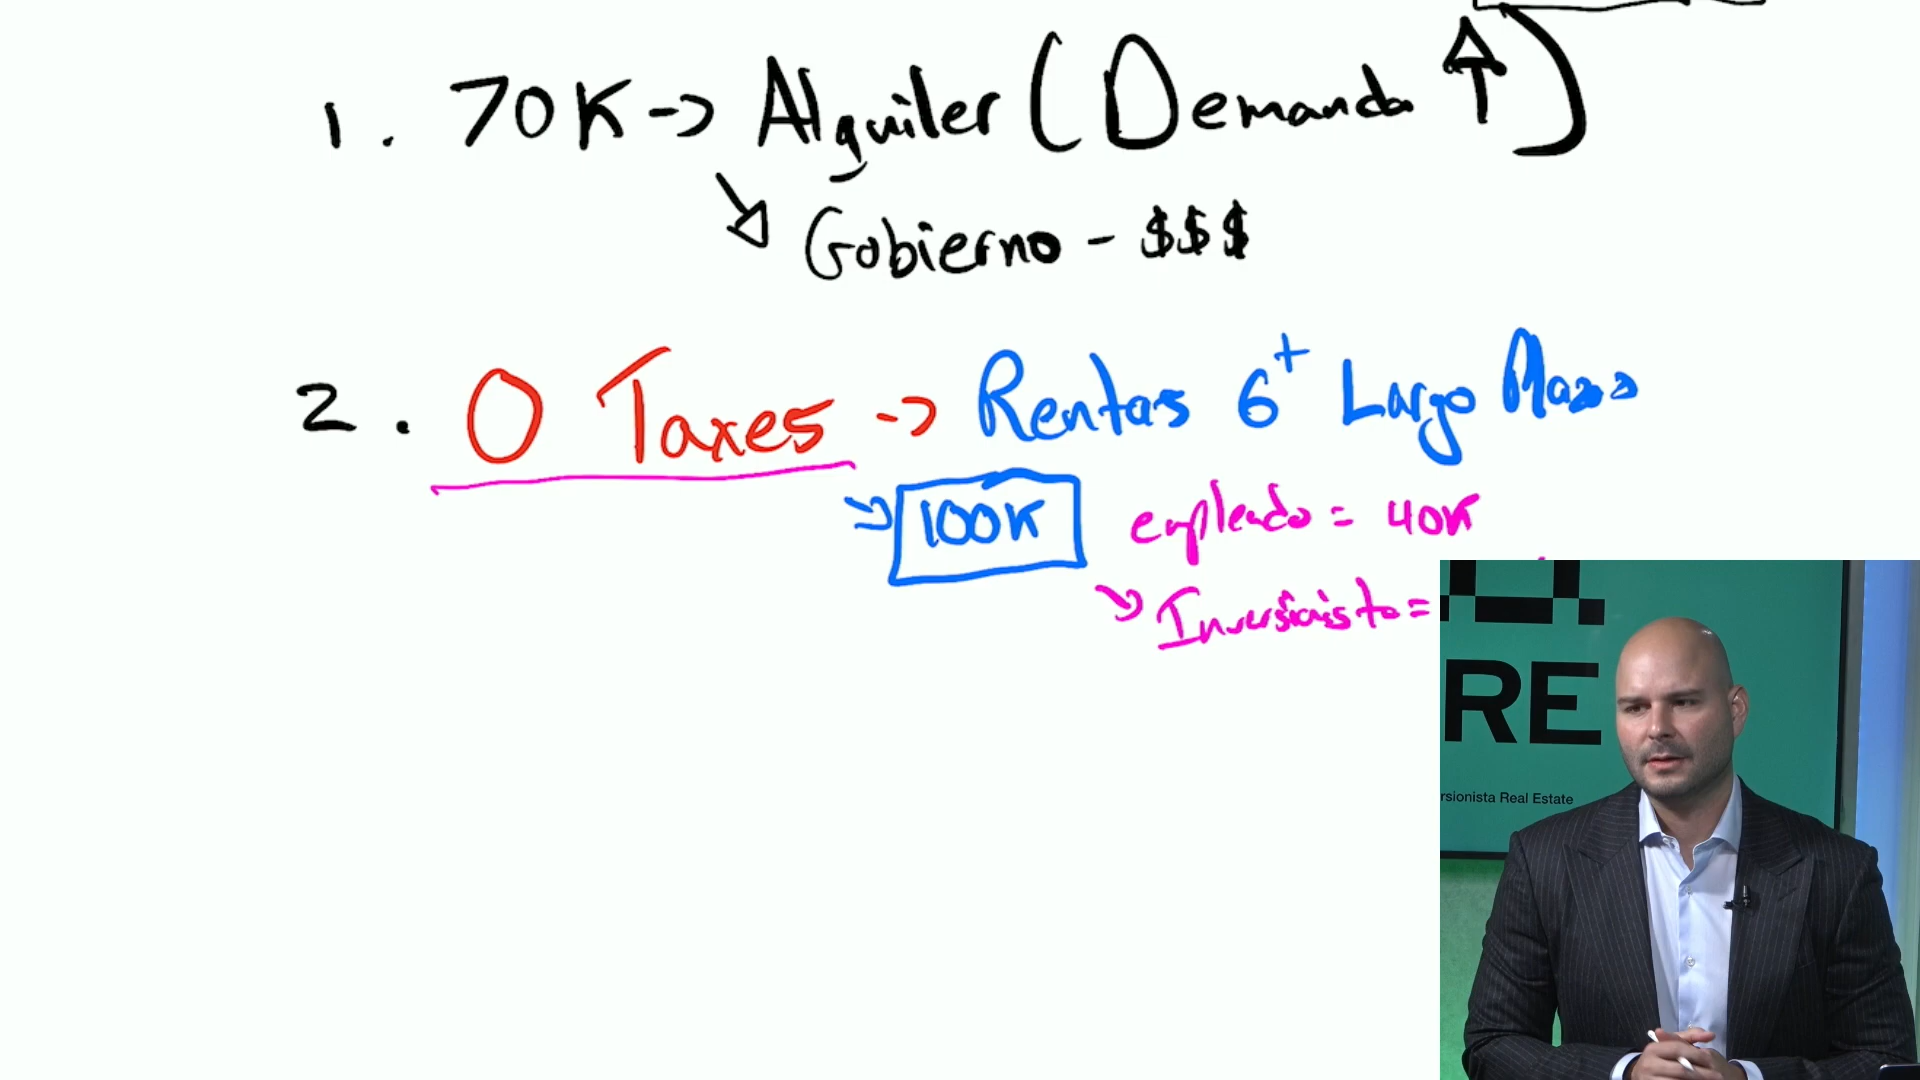 1. 70K -> Alquiler (Demanda ↑)
Gobierno - $$$
2. 0 Taxes -> Rentas 6+ Largo Plazo
100K
empleado = 40K
Inversionista =
RE
rsionista Real Estate